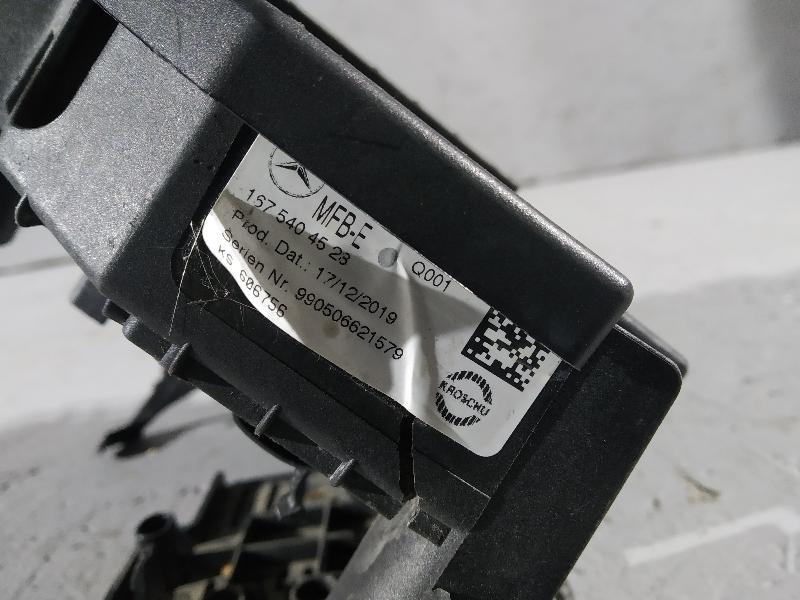 MFB-E
167 540 45 28
Q001
Prod. Dat.: 17/12/2019
Serien Nr. 990506621579
KS 606756
KROSCHU